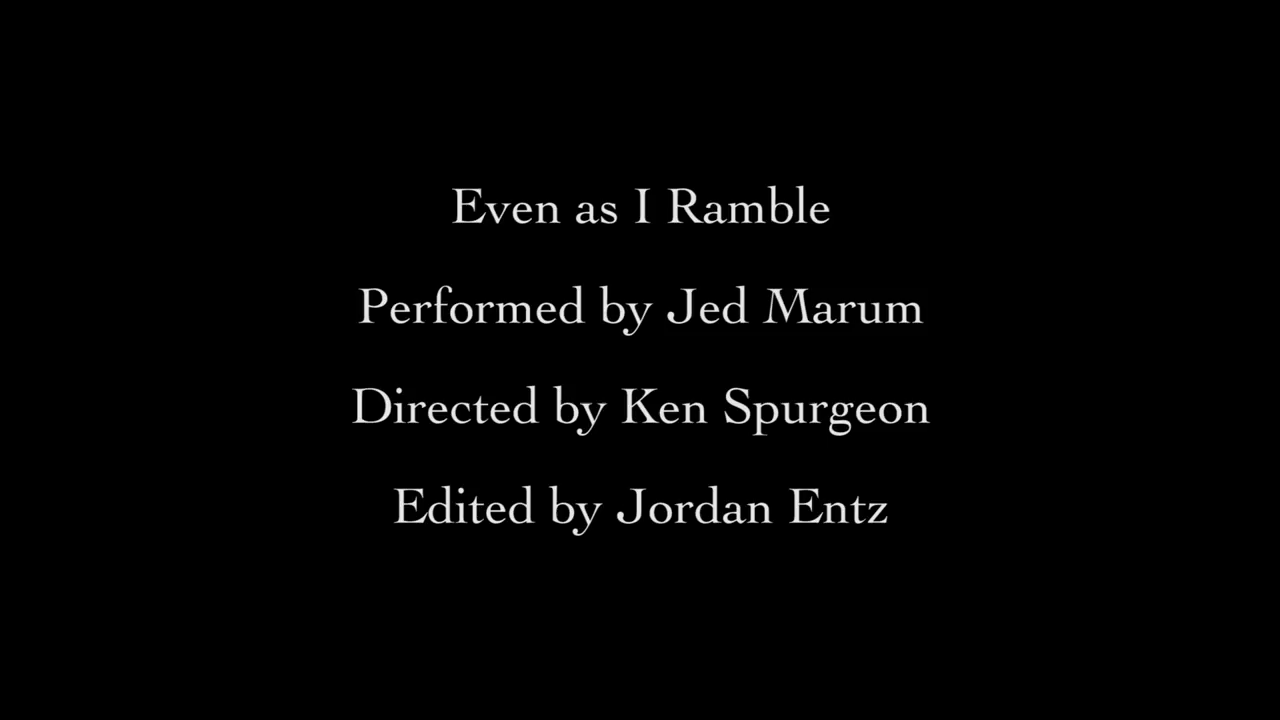 Even as I Ramble
Performed by Jed Marum
Directed by Ken Spurgeon
Edited by Jordan Entz